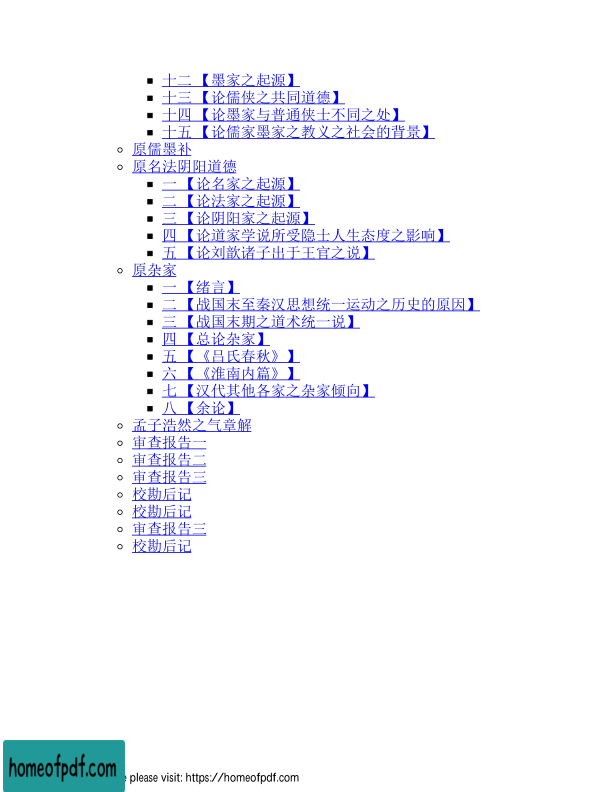 十二 【墨家之起源】
十三 【论儒侠之共同道德】
十四 【论墨家与普通侠士不同之处】
十五 【论儒家墨家之教义之社会的背景】
原儒墨补
原名法阴阳道德
一 【论名家之起源】
二 【论法家之起源】
三 【论阴阳家之起源】
四 【论道家学说所受隐士人生态度之影响】
五 【论刘歆诸子出于王官之说】
原杂家
一 【绪言】
二 【战国末至秦汉思想统一运动之历史的原因】
三 【战国末期之道术统一说】
四 【总论杂家】
五 【《吕氏春秋》】
六 【《淮南内篇》】
七 【汉代其他各家之杂家倾向】
八 【余论】
孟子浩然之气章解
审查报告一
审查报告二
审查报告三
校勘后记
校勘后记
审查报告三
校勘后记
homeofpdf.com
please visit: https://homeofpdf.com